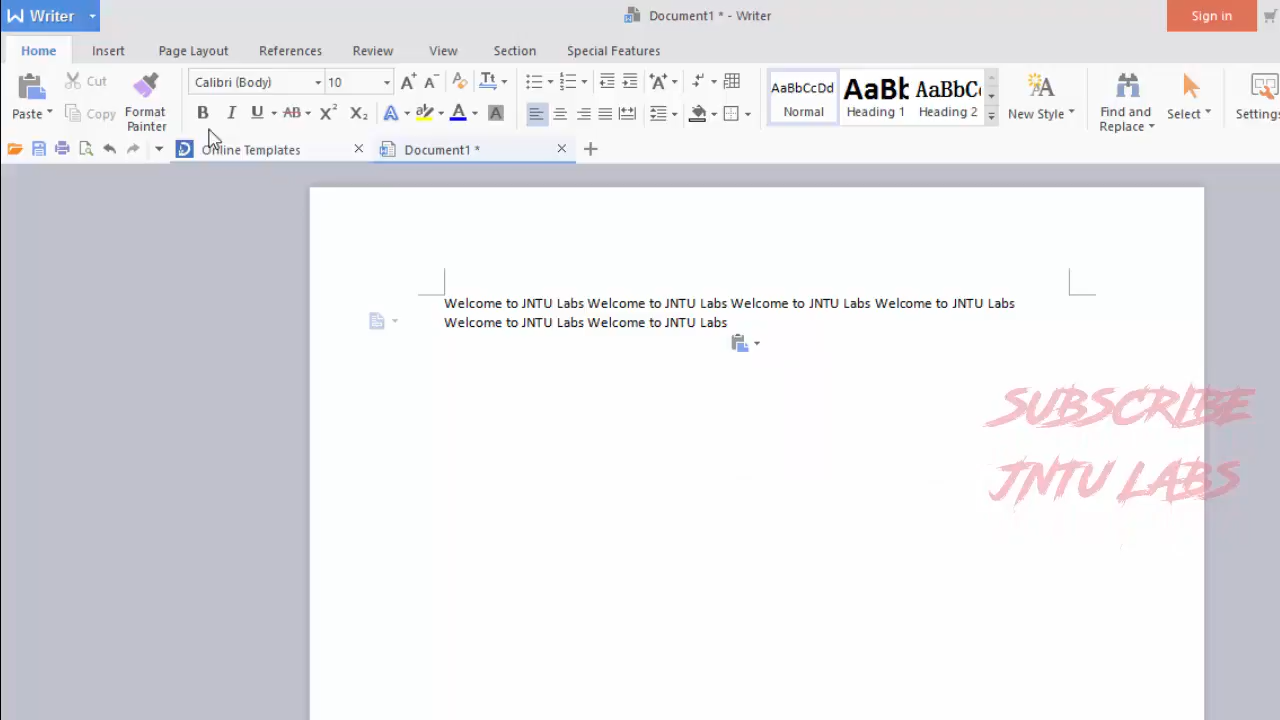 Writer
Document1 * - Writer
Sign in
Home
Insert
Page Layout
References
Review
View
Section
Special Features
Paste
Cut
Copy
Format
Painter
Calibri (Body)
10
AaBbCcDd
Normal
AaBb
Heading 1
AaBbC
Heading 2
New Style
Find and
Replace
Select
Settings
Online Templates
Document1 *
Welcome to JNTU Labs Welcome to JNTU Labs Welcome to JNTU Labs Welcome to JNTU Labs
Welcome to JNTU Labs Welcome to JNTU Labs
SUBSCRIBE
JNTU LABS